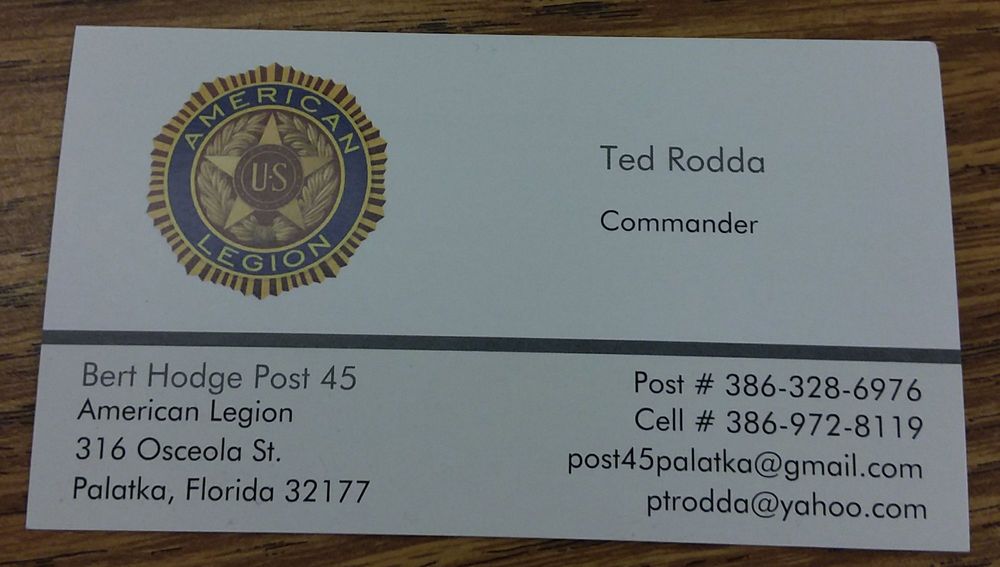 AMERICAN
U.S
LEGION
Ted Rodda
Commander
Bert Hodge Post 45
American Legion
316 Osceola St.
Palatka, Florida 32177
Post # 386-328-6976
Cell # 386-972-8119
post45palatka@gmail.com
ptrodda@yahoo.com